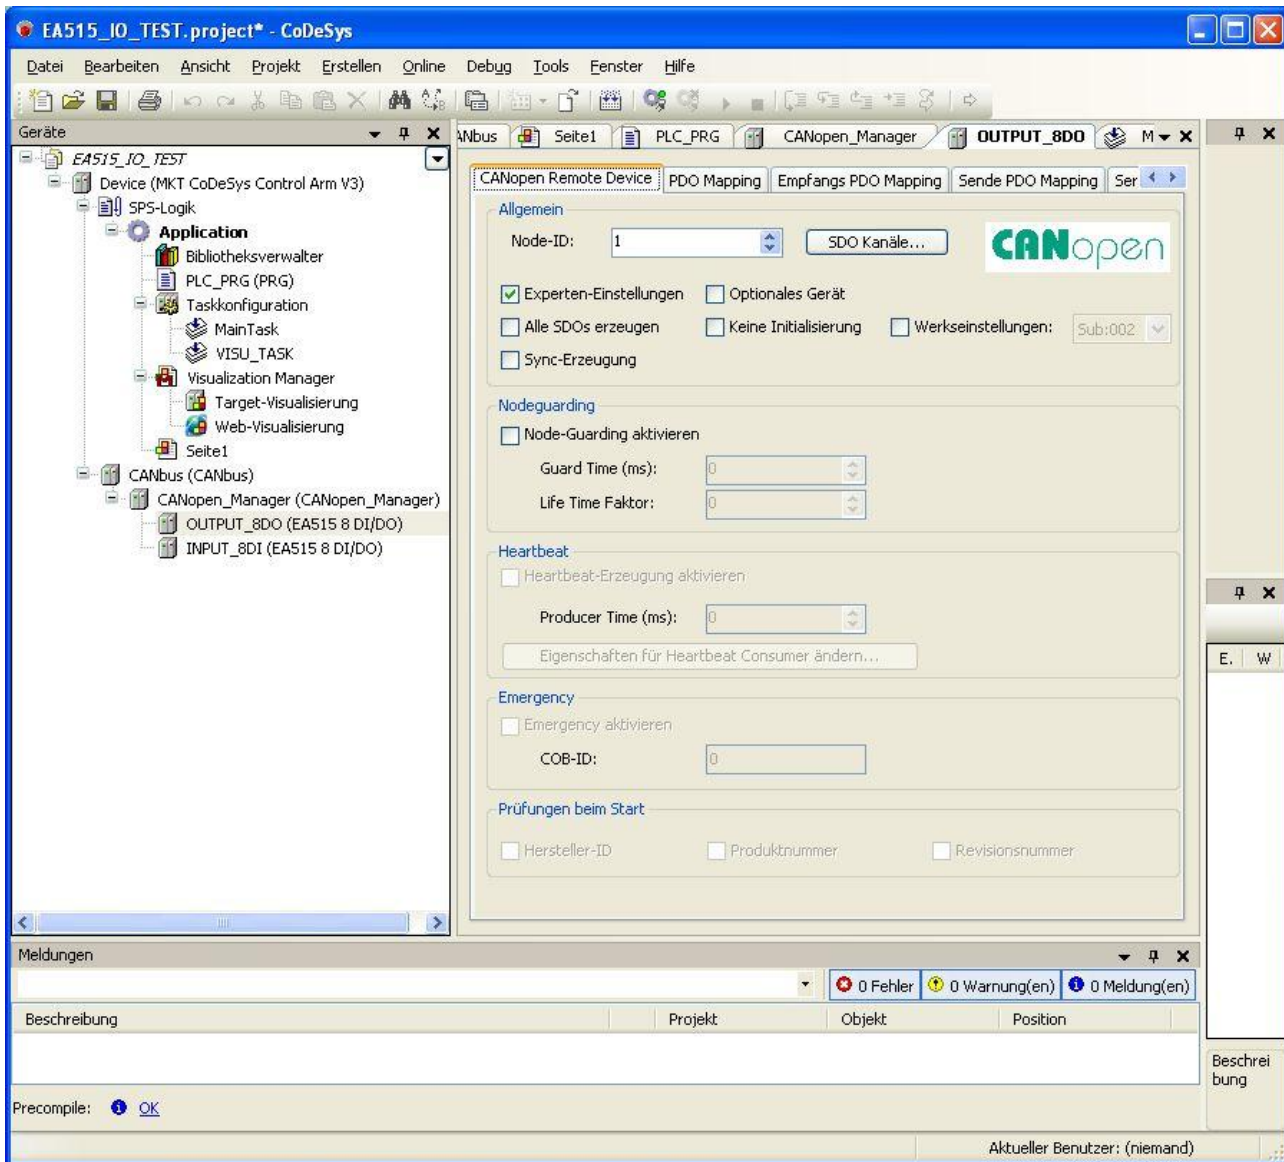 EA515_IO_TEST.project* - CoDeSys
Datei Bearbeiten Ansicht Projekt Erstellen Online Debug Tools Fenster Hilfe
Geräte
EA515_IO_TEST
Device (MKT CoDeSys Control Arm V3)
SPS-Logik
Application
Bibliotheksverwalter
PLC_PRG (PRG)
Taskkonfiguration
MainTask
VISU_TASK
Visualization Manager
Target-Visualisierung
Web-Visualisierung
Seite1
CANbus (CANbus)
CANopen_Manager (CANopen_Manager)
OUTPUT_8DO (EA515 8 DI/DO)
INPUT_8DI (EA515 8 DI/DO)
ANbus Seite1 PLC_PRG CANopen_Manager OUTPUT_8DO M
CANopen Remote Device PDO Mapping Empfangs PDO Mapping Sende PDO Mapping Ser
Allgemein
Node-ID: 1 SDO Kanäle... CANopen
Experten-Einstellungen Optionales Gerät
Alle SDOs erzeugen Keine Initialisierung Werkseinstellungen: Sub:002
Sync-Erzeugung
Nodeguarding
Node-Guarding aktivieren
Guard Time (ms): 0
Life Time Faktor: 0
Heartbeat
Heartbeat-Erzeugung aktivieren
Producer Time (ms): 0
Eigenschaften für Heartbeat Consumer ändern...
Emergency
Emergency aktivieren
COB-ID: 0
Prüfungen beim Start
Hersteller-ID Produktnummer Revisionsnummer
E. W
Meldungen
0 Fehler 0 Warnung(en) 0 Meldung(en)
Beschreibung Projekt Objekt Position
Beschrei
bung
Precompile: OK
Aktueller Benutzer: (niemand)